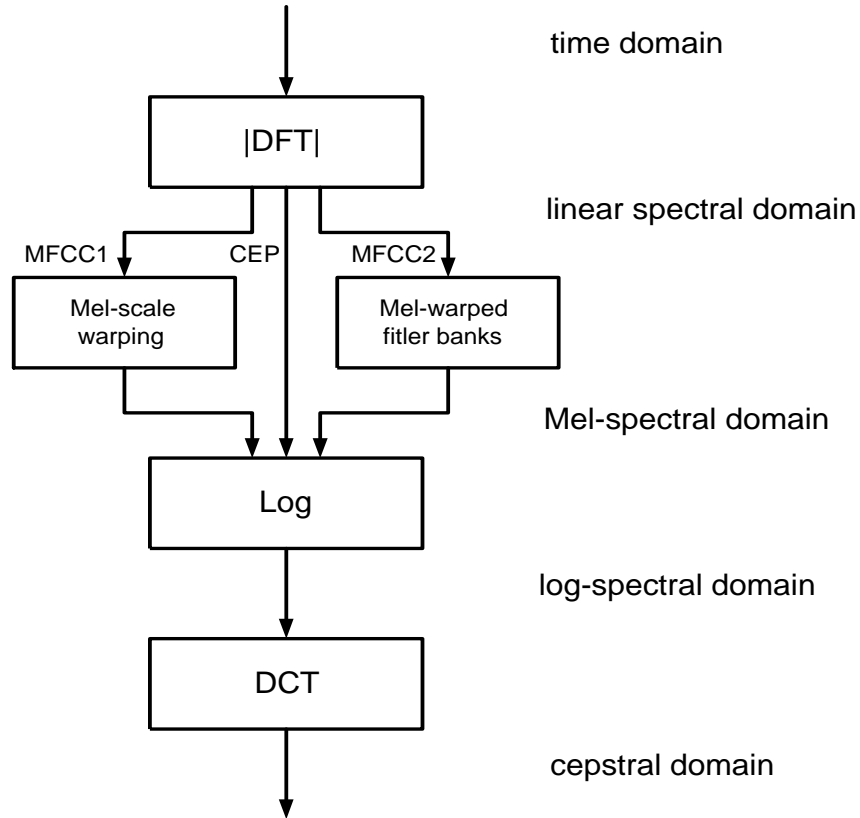 time domain
|DFT|
linear spectral domain
MFCC1
CEP
MFCC2
Mel-scale
warping
Mel-warped
fitler banks
Mel-spectral domain
Log
log-spectral domain
DCT
cepstral domain